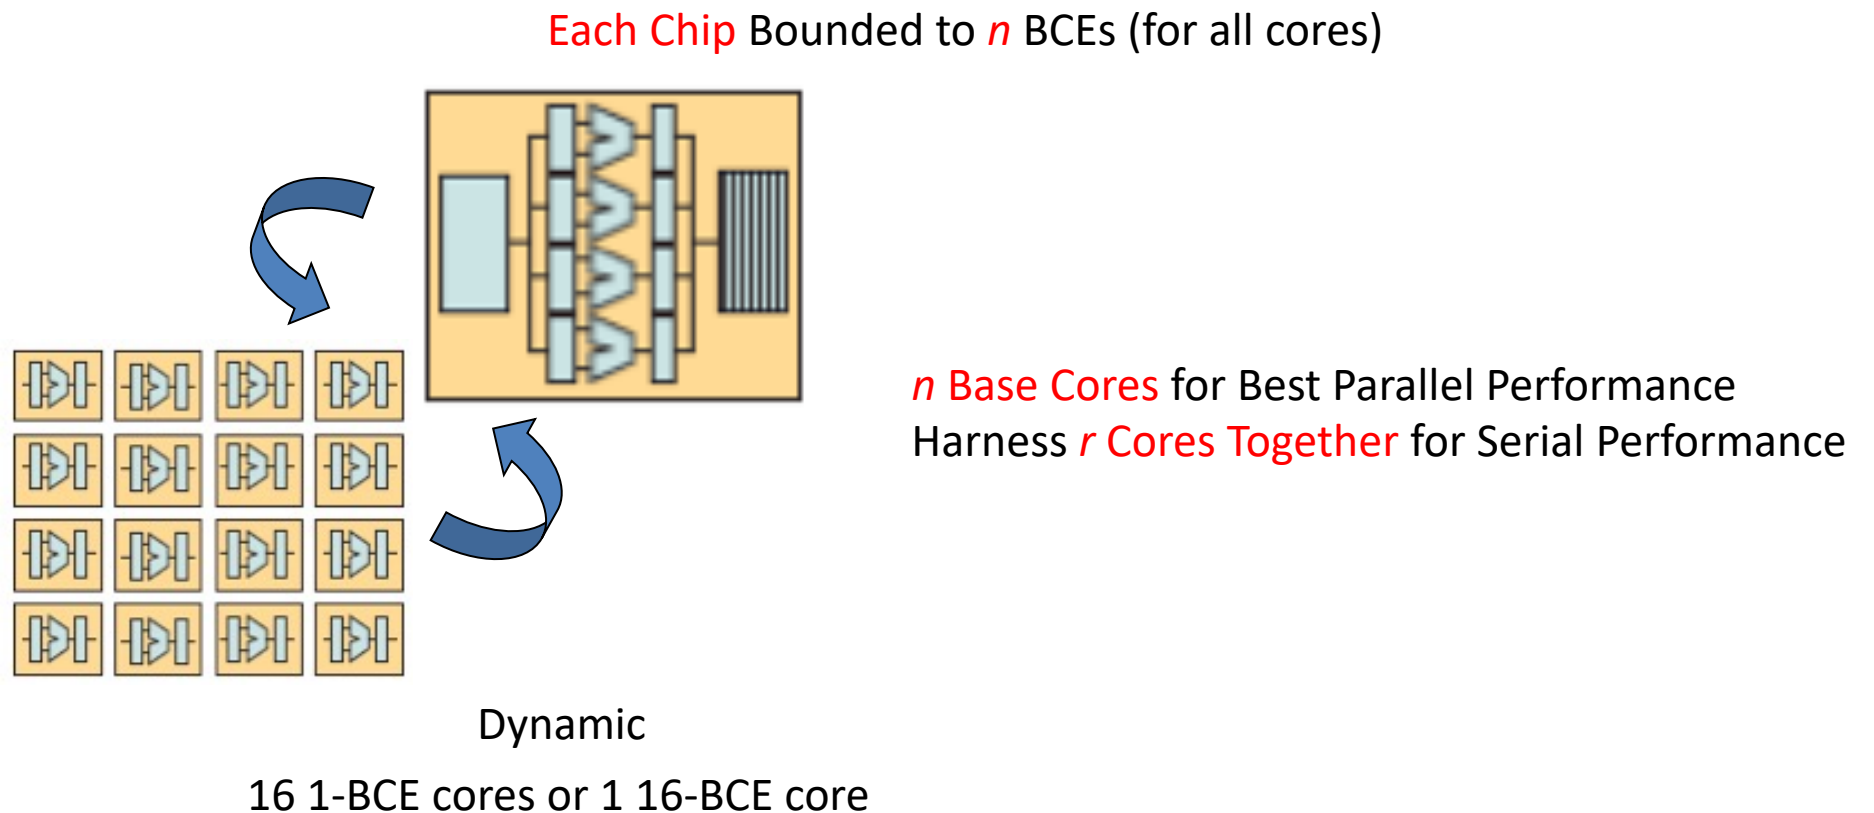 Each Chip Bounded to n BCEs (for all cores)
n Base Cores for Best Parallel Performance
Harness r Cores Together for Serial Performance
Dynamic
16 1-BCE cores or 1 16-BCE core